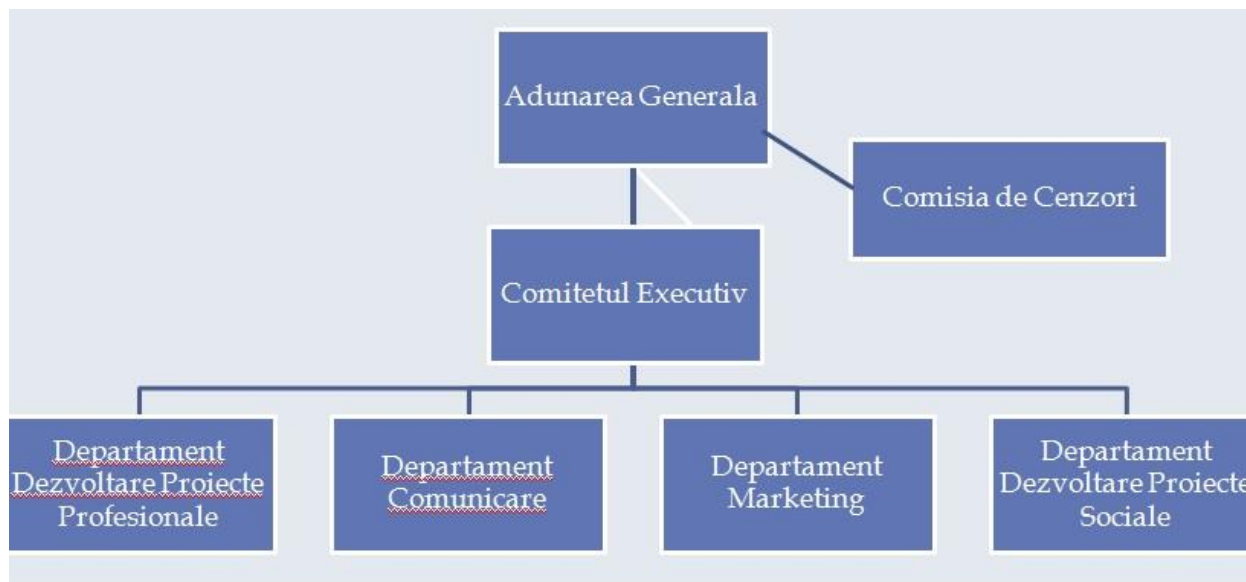 Adunarea Generala
Comisia de Cenzori
Comitetul Executiv
Departament
Dezvoltare Proiecte
Profesionale
Departament
Comunicare
Departament
Marketing
Departament
Dezvoltare Proiecte
Sociale